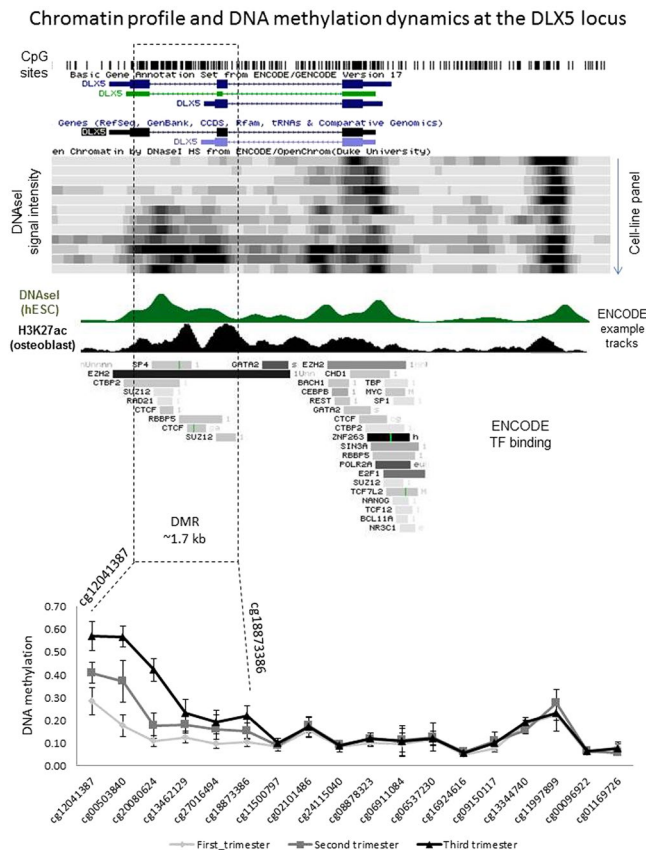 Chromatin profile and DNA methylation dynamics at the DLX5 locus
CpG
sites
Basic Gene Annotation Set from ENCODE/GENCODE Version 17
DLX5
DLX5
DLX5
Genes (RefSeq, GenBank, CCDS, Rfam, tRNAs & Comparative Genomics)
DLX5
DLX5
en Chromatin by DNaseI HS from ENCODE/OpenChrom(Duke University)
DNAseI
signal intensity
Cell-line panel
DNAseI
(hESC)
H3K27ac
(osteoblast)
ENCODE
example
tracks
SP4 GATA2
EZH2
CTBP2
SUZ12
RAD21
CTCF
RBBP5
CTCF
SUZ12
EZH2
CHD1
BACH1 TBP
CEBPB MYC
REST SP1
GATA2
CTCF
CTBP2
ZNF263
SIN3A
RBBP5
POLR2A
E2F1
SUZ12
TCF7L2
NANOG
TCF12
BCL11A
NR3C1
ENCODE
TF binding
DMR
~1.7 kb
cg12041387
cg18873386
DNA methylation
0.70
0.60
0.50
0.40
0.30
0.20
0.10
0.00
cg12041387
cg00503840
cg20080624
cg13462129
cg27016494
cg18873386
cg11500797
cg02101486
cg24115040
cg08878323
cg06911084
cg06537230
cg16924616
cg09150117
cg13344740
cg11997899
cg00096922
cg01169726
First_trimester Second trimester Third trimester